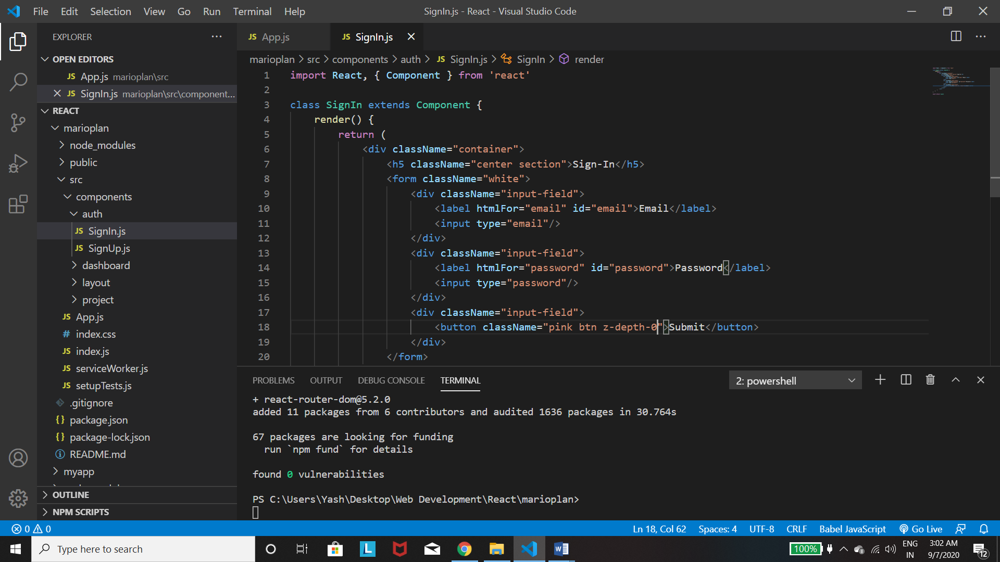 File Edit Selection View Go Run Terminal Help
SignIn.js - React - Visual Studio Code
EXPLORER
OPEN EDITORS
JS App.js marioplan\src
JS SignIn.js marioplan\src\component...
REACT
marioplan
node_modules
public
src
components
auth
JS SignIn.js
JS SignUp.js
dashboard
layout
project
JS App.js
# index.css
JS index.js
JS serviceWorker.js
JS setupTests.js
.gitignore
{} package.json
{} package-lock.json
README.md
myapp
OUTLINE
NPM SCRIPTS
JS App.js
JS SignIn.js
marioplan > src > components > auth > JS SignIn.js > SignIn > render
1 import React, { Component } from 'react'
2
3 class SignIn extends Component {
4 render() {
5 return (
6 <div className="container">
7 <h5 className="center section">Sign-In</h5>
8 <form className="white">
9 <div className="input-field">
10 <label htmlFor="email" id="email">Email</label>
11 <input type="email"/>
12 </div>
13 <div className="input-field">
14 <label htmlFor="password" id="password">Password</label>
15 <input type="password"/>
16 </div>
17 <div className="input-field">
18 <button className="pink btn z-depth-0">Submit</button>
19 </div>
20 </form>
PROBLEMS OUTPUT DEBUG CONSOLE TERMINAL
2: powershell
+ react-router-dom@5.2.0
added 11 packages from 6 contributors and audited 1636 packages in 30.764s
67 packages are looking for funding
run `npm fund` for details
found 0 vulnerabilities
PS C:\Users\Yash\Desktop\Web Development\React\marioplan>
0 0
Ln 18, Col 62 Spaces: 4 UTF-8 CRLF Babel JavaScript Go Live
Type here to search
L
W
100%
ENG
IN
3:02 AM
9/7/2020
12